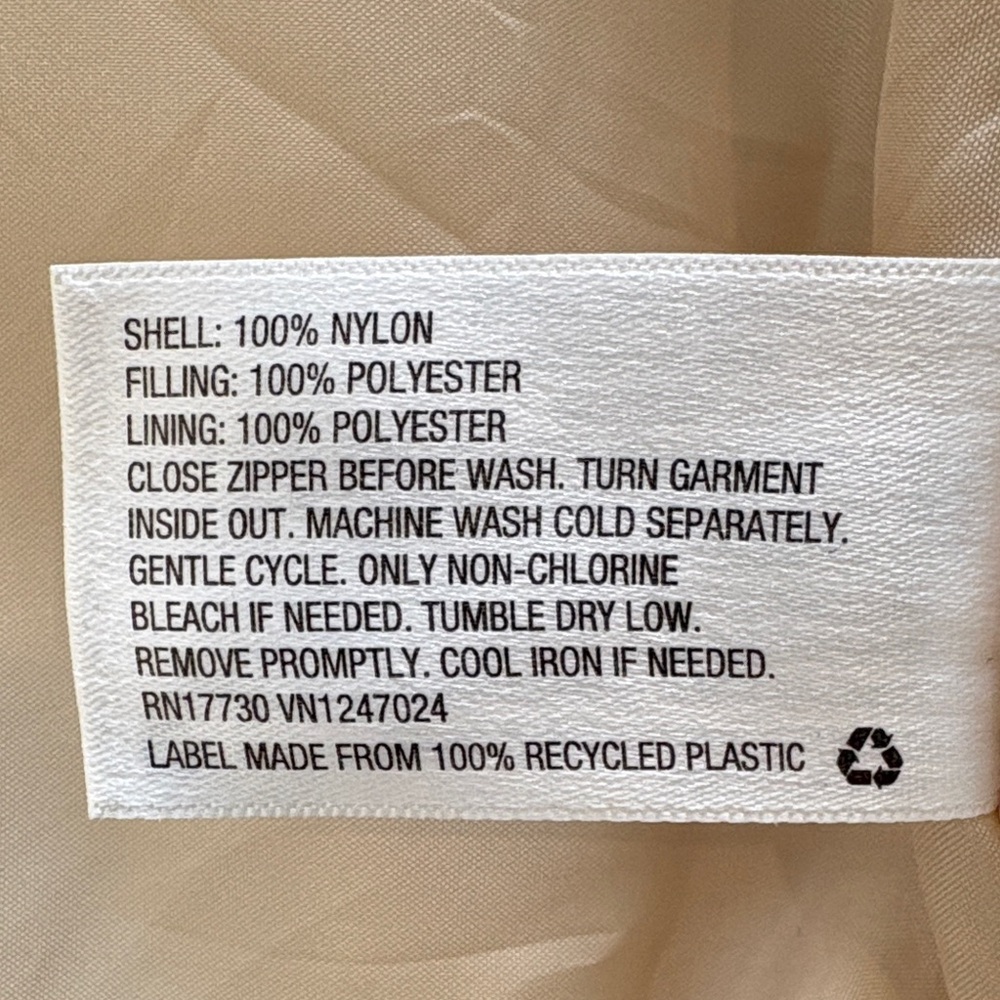 SHELL: 100% NYLON
FILLING: 100% POLYESTER
LINING: 100% POLYESTER
CLOSE ZIPPER BEFORE WASH. TURN GARMENT
INSIDE OUT. MACHINE WASH COLD SEPARATELY.
GENTLE CYCLE. ONLY NON-CHLORINE
BLEACH IF NEEDED. TUMBLE DRY LOW.
REMOVE PROMPTLY. COOL IRON IF NEEDED.
RN17730 VN1247024
LABEL MADE FROM 100% RECYCLED PLASTIC